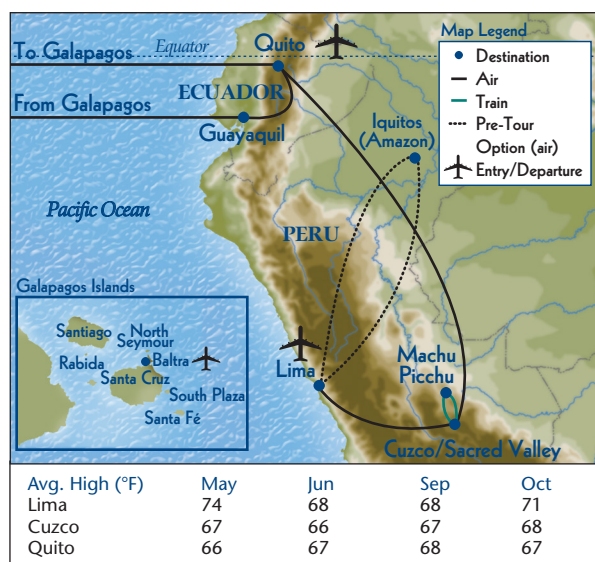 To Galapagos
Equator
Quito
Map Legend
Destination
Air
Train
Pre-Tour
Option (air)
Entry/Departure
ECUADOR
From Galapagos
Guayaquil
Iquitos
(Amazon)
Pacific Ocean
PERU
Galapagos Islands
Santiago
North
Seymour
Baltra
Rabida
Santa Cruz
South Plaza
Santa Fé
Lima
Machu
Picchu
Cuzco/Sacred Valley
Avg. High (°F) May Jun Sep Oct
Lima 74 68 68 71
Cuzco 67 66 67 68
Quito 66 67 68 67